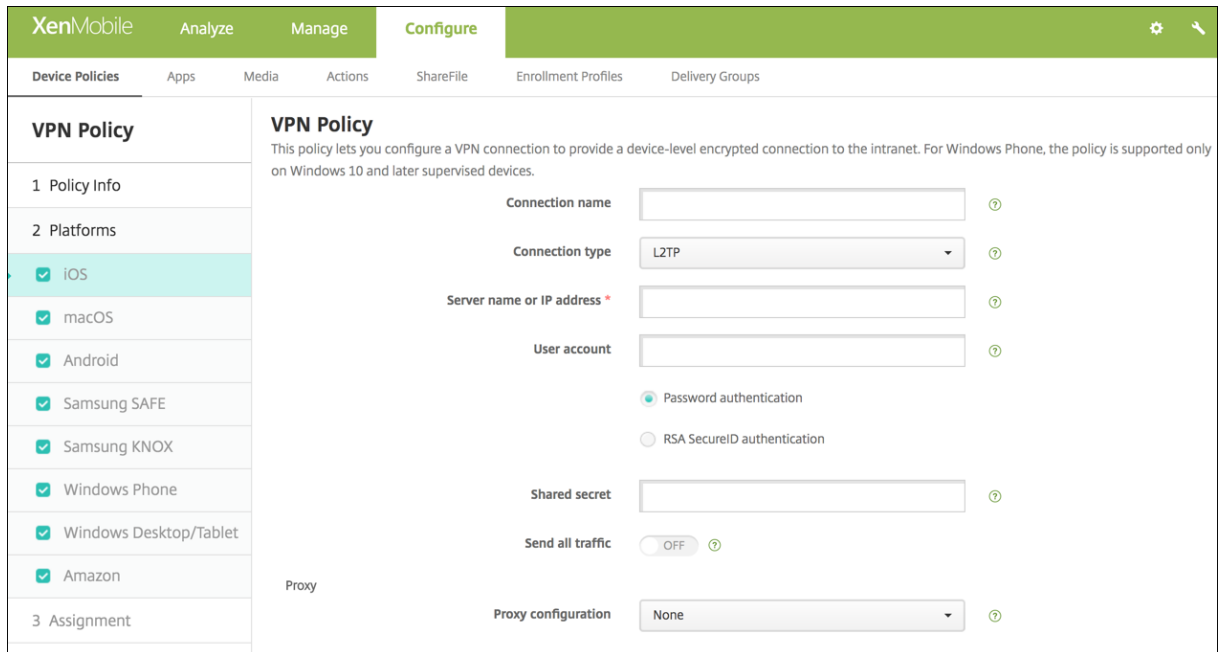 XenMobile Analyze Manage Configure
Device Policies Apps Media Actions ShareFile Enrollment Profiles Delivery Groups
VPN Policy
1 Policy Info
2 Platforms
iOS
macOS
Android
Samsung SAFE
Samsung KNOX
Windows Phone
Windows Desktop/Tablet
Amazon
3 Assignment
VPN Policy
This policy lets you configure a VPN connection to provide a device-level encrypted connection to the intranet. For Windows Phone, the policy is supported only
on Windows 10 and later supervised devices.
Connection name ?
Connection type L2TP ?
Server name or IP address * ?
User account ?
Password authentication
RSA SecureID authentication
Shared secret ?
Send all traffic OFF ?
Proxy
Proxy configuration None ?